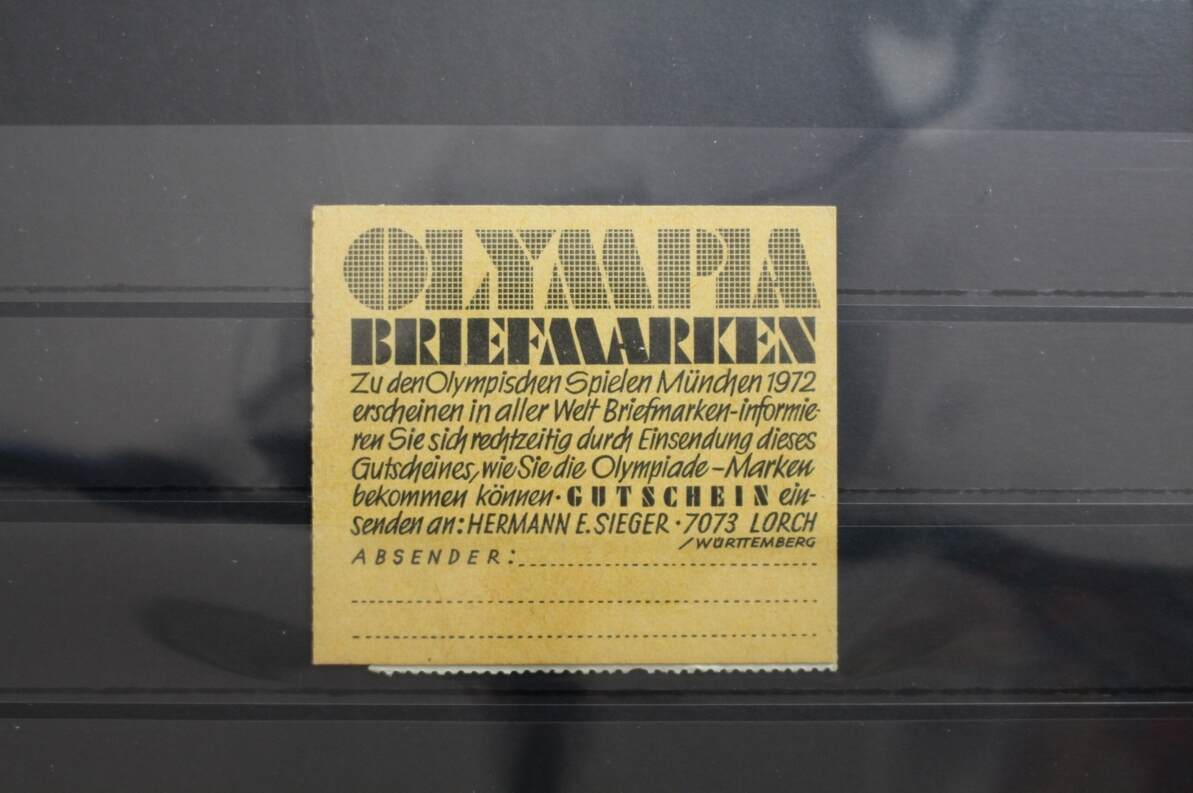 OLYMPIA
BRIEFMARKEN
Zu den Olympischen Spielen München 1972
erscheinen in aller Welt Briefmarken-informie-
ren Sie sich rechtzeitig durch Einsendung dieses
Gutscheines, wie Sie die Olympiade-Marken
bekommen können · GUTSCHEIN ein-
senden an: HERMANN E. SIEGER · 7073 LORCH
/WÜRTTEMBERG
ABSENDER: